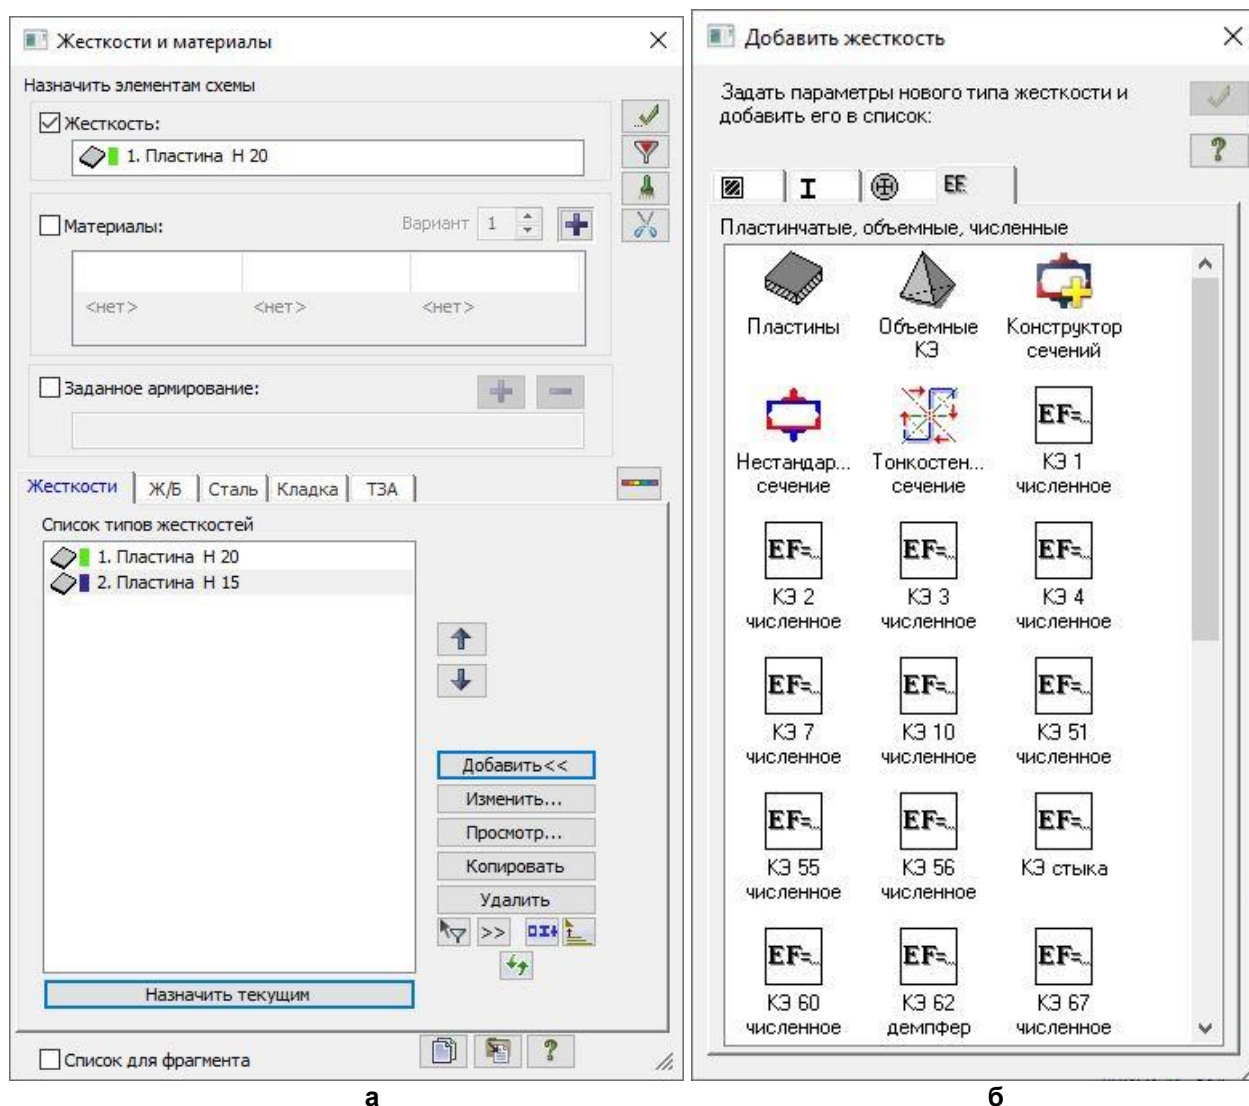 Жесткости и материалы
Назначить элементам схемы
Жесткость:
1. Пластина Н 20
Материалы:
Вариант 1
<нет> <нет> <нет>
Заданное армирование:
Жесткости Ж/Б Сталь Кладка ТЗА
Список типов жесткостей
1. Пластина Н 20
2. Пластина Н 15
Добавить<<
Изменить...
Просмотр...
Копировать
Удалить
>>
Назначить текущим
Список для фрагмента
а
Добавить жесткость
Задать параметры нового типа жесткости и
добавить его в список:
EE
Пластинчатые, объемные, численные
Пластины Объемные Конструктор
КЭ сечений
EF=...
Нестандар... Тонкостен... КЭ 1
сечение сечение численное
EF=... EF=... EF=...
КЭ 2 КЭ 3 КЭ 4
численное численное численное
EF=... EF=... EF=...
КЭ 7 КЭ 10 КЭ 51
численное численное численное
EF=... EF=... EF=...
КЭ 55 КЭ 56 КЭ стыка
численное численное
EF=... EF=... EF=...
КЭ 60 КЭ 62 КЭ 67
численное демпфер численное
б